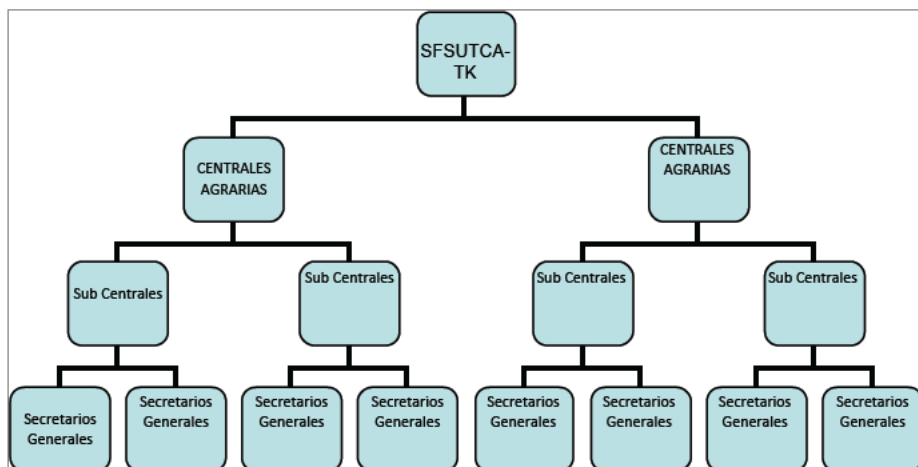 SFSUTCA-
TK
CENTRALES
AGRARIAS
CENTRALES
AGRARIAS
Sub Centrales
Sub Centrales
Sub Centrales
Sub Centrales
Secretarios
Generales
Secretarios
Generales
Secretarios
Generales
Secretarios
Generales
Secretarios
Generales
Secretarios
Generales
Secretarios
Generales
Secretarios
Generales